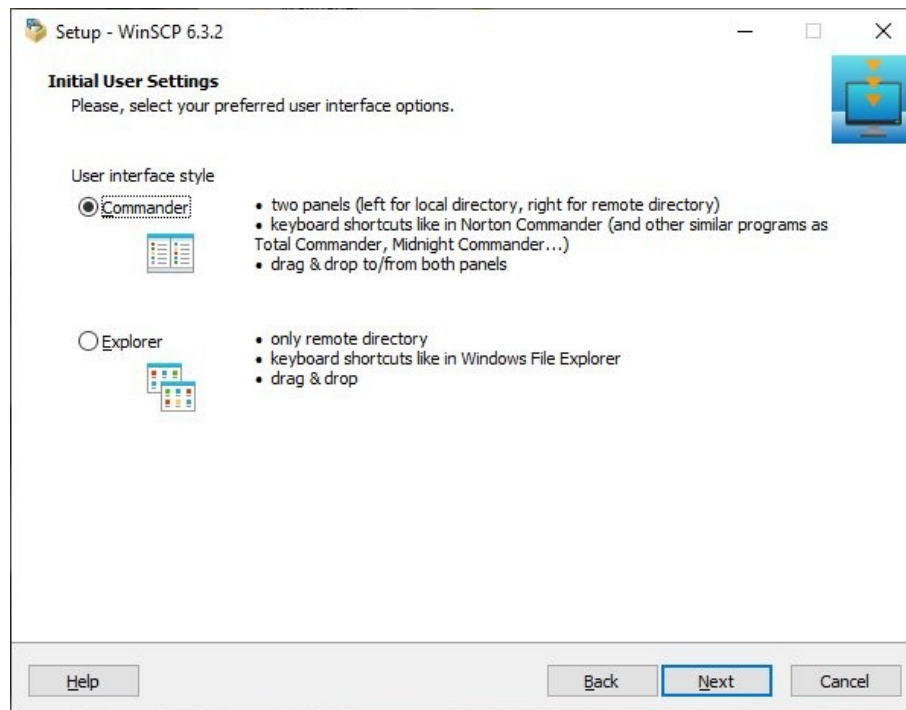 Setup - WinSCP 6.3.2
Initial User Settings
Please, select your preferred user interface options.
User interface style
Commander
• two panels (left for local directory, right for remote directory)
• keyboard shortcuts like in Norton Commander (and other similar programs as
Total Commander, Midnight Commander...)
• drag & drop to/from both panels
Explorer
• only remote directory
• keyboard shortcuts like in Windows File Explorer
• drag & drop
Help
Back
Next
Cancel